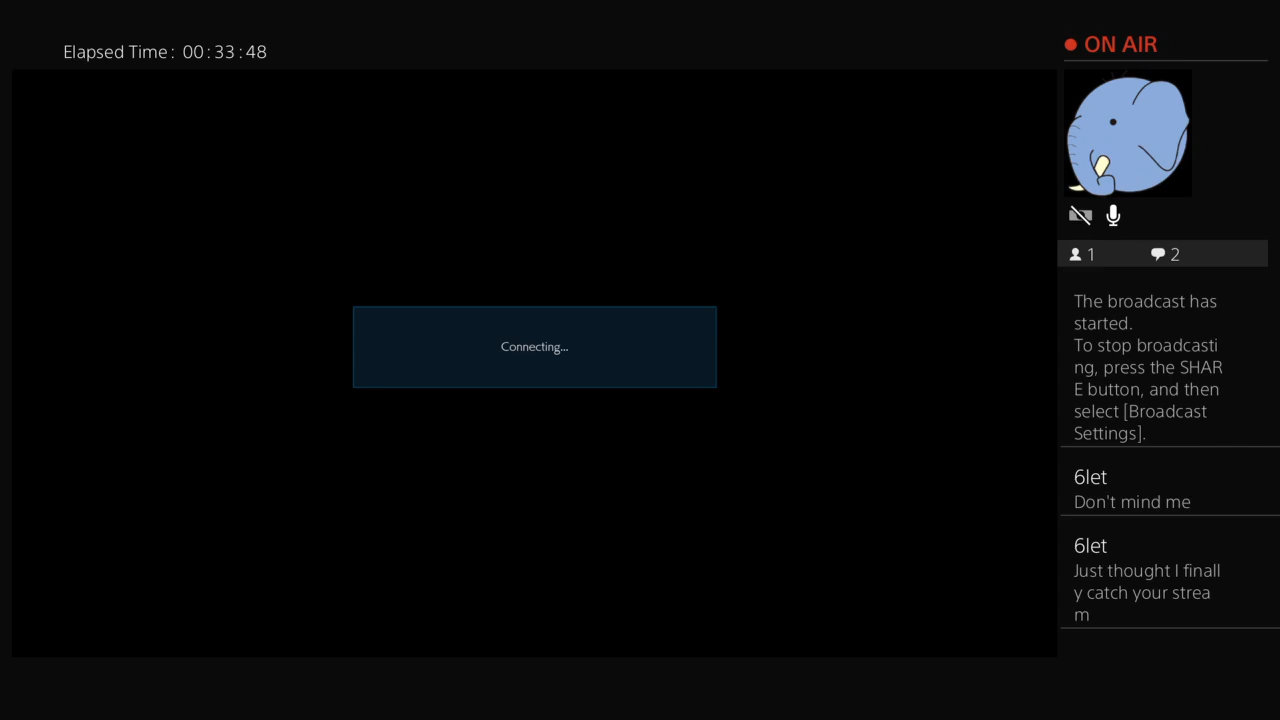 Elapsed Time: 00:33:48
ON AIR
1 2
The broadcast has
started.
To stop broadcasti
ng, press the SHAR
E button, and then
select [Broadcast
Settings].
Connecting...
6let
Don't mind me
6let
Just thought I finall
y catch your strea
m